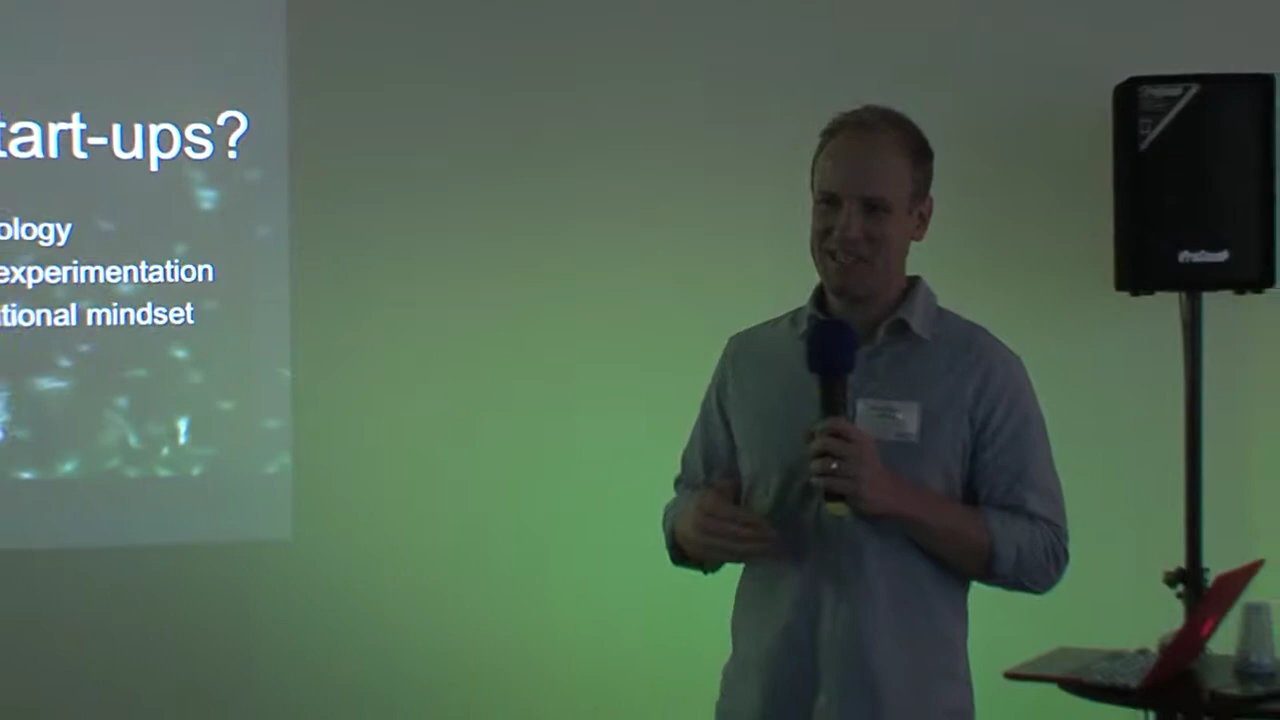 tart-ups?
ology
experimentation
tional mindset